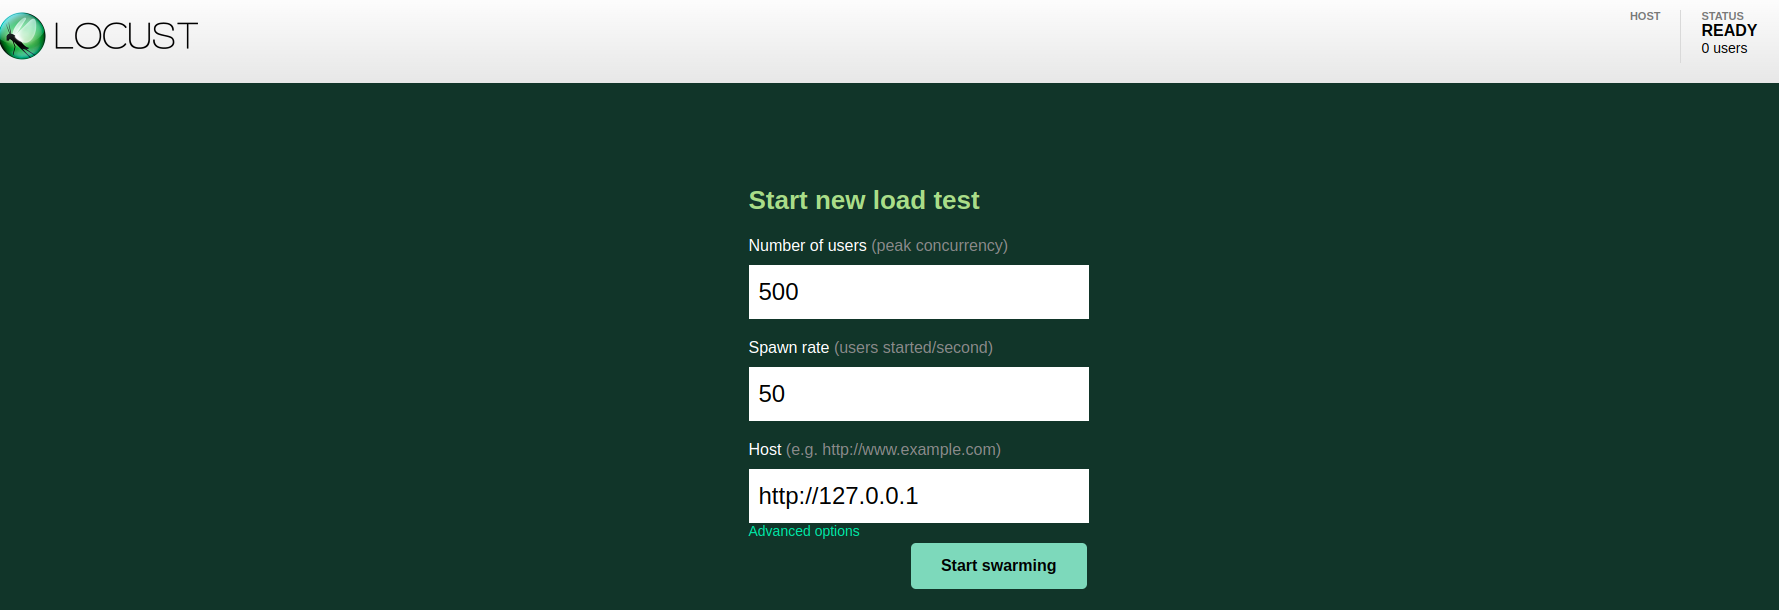 LOCUST
HOST
STATUS
READY
0 users
Start new load test
Number of users (peak concurrency)
500
Spawn rate (users started/second)
50
Host (e.g. http://www.example.com)
http://127.0.0.1
Advanced options
Start swarming